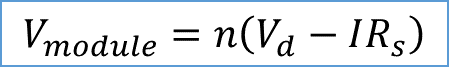 V_module = n(V_d − IR_s)